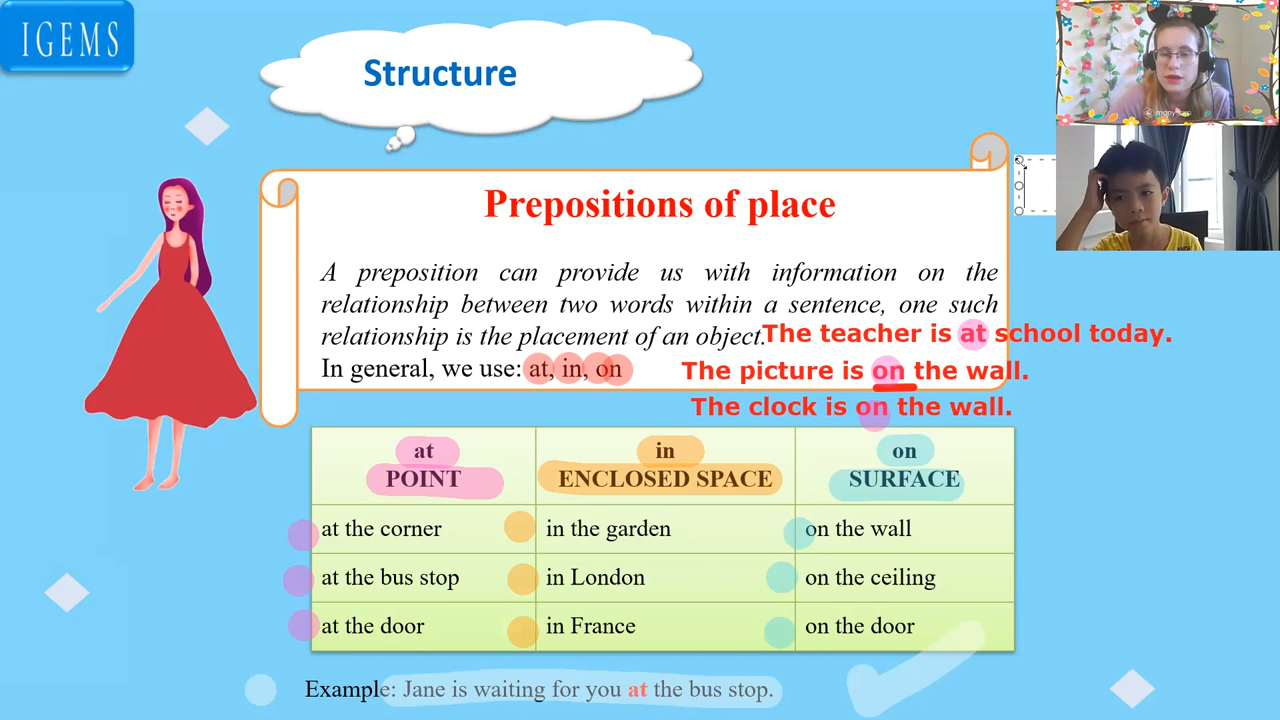 IGEMS
Structure
Prepositions of place
A preposition can provide us with information on the
relationship between two words within a sentence, one such
relationship is the placement of an object.
The teacher is at school today.
In general, we use: at, in, on
The picture is on the wall.
The clock is on the wall.
at in on
POINT ENCLOSED SPACE SURFACE
at the corner in the garden on the wall
at the bus stop in London on the ceiling
at the door in France on the door
Example: Jane is waiting for you at the bus stop.